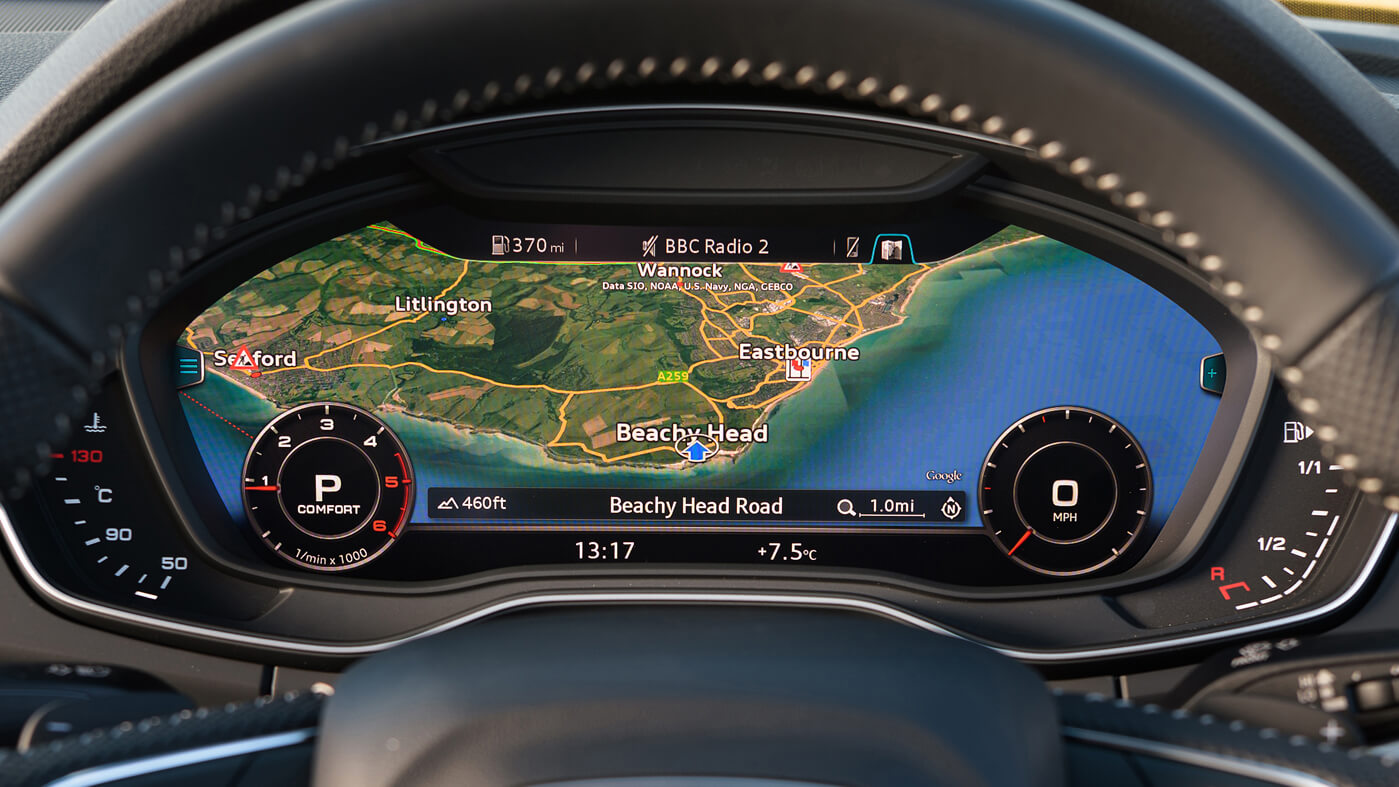 370 mi
BBC Radio 2
Wannock
Data SIO, NOAA, U.S. Navy, NGA, GEBCO
Litlington
Seaford
Eastbourne
A259
Beachy Head
Google
1 2 3 4 5 6
P
COMFORT
1/min x 1000
460ft
Beachy Head Road
1.0mi
N
0
MPH
13:17
+7.5°C
130
°C
90
50
1/1
1/2
R